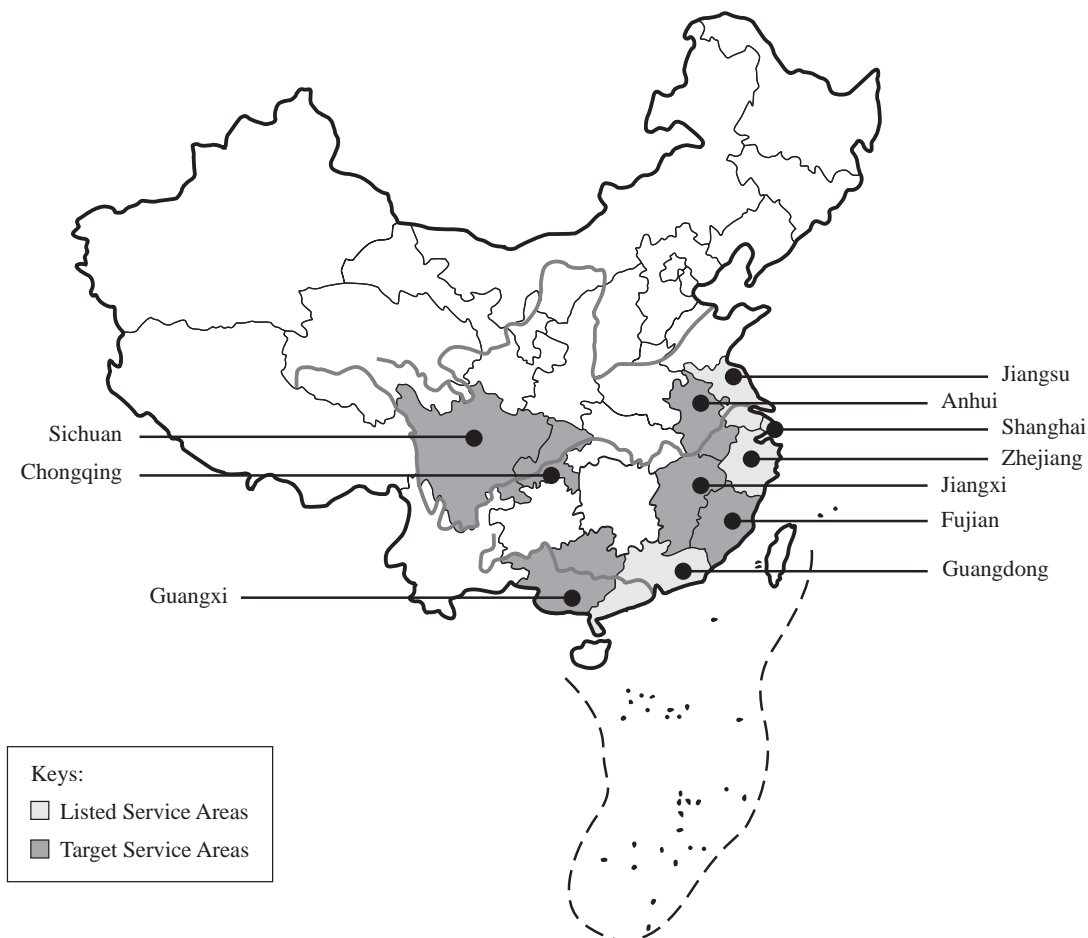 Jiangsu
Anhui
Sichuan
Shanghai
Zhejiang
Chongqing
Jiangxi
Fujian
Guangdong
Guangxi
Keys:
Listed Service Areas
Target Service Areas